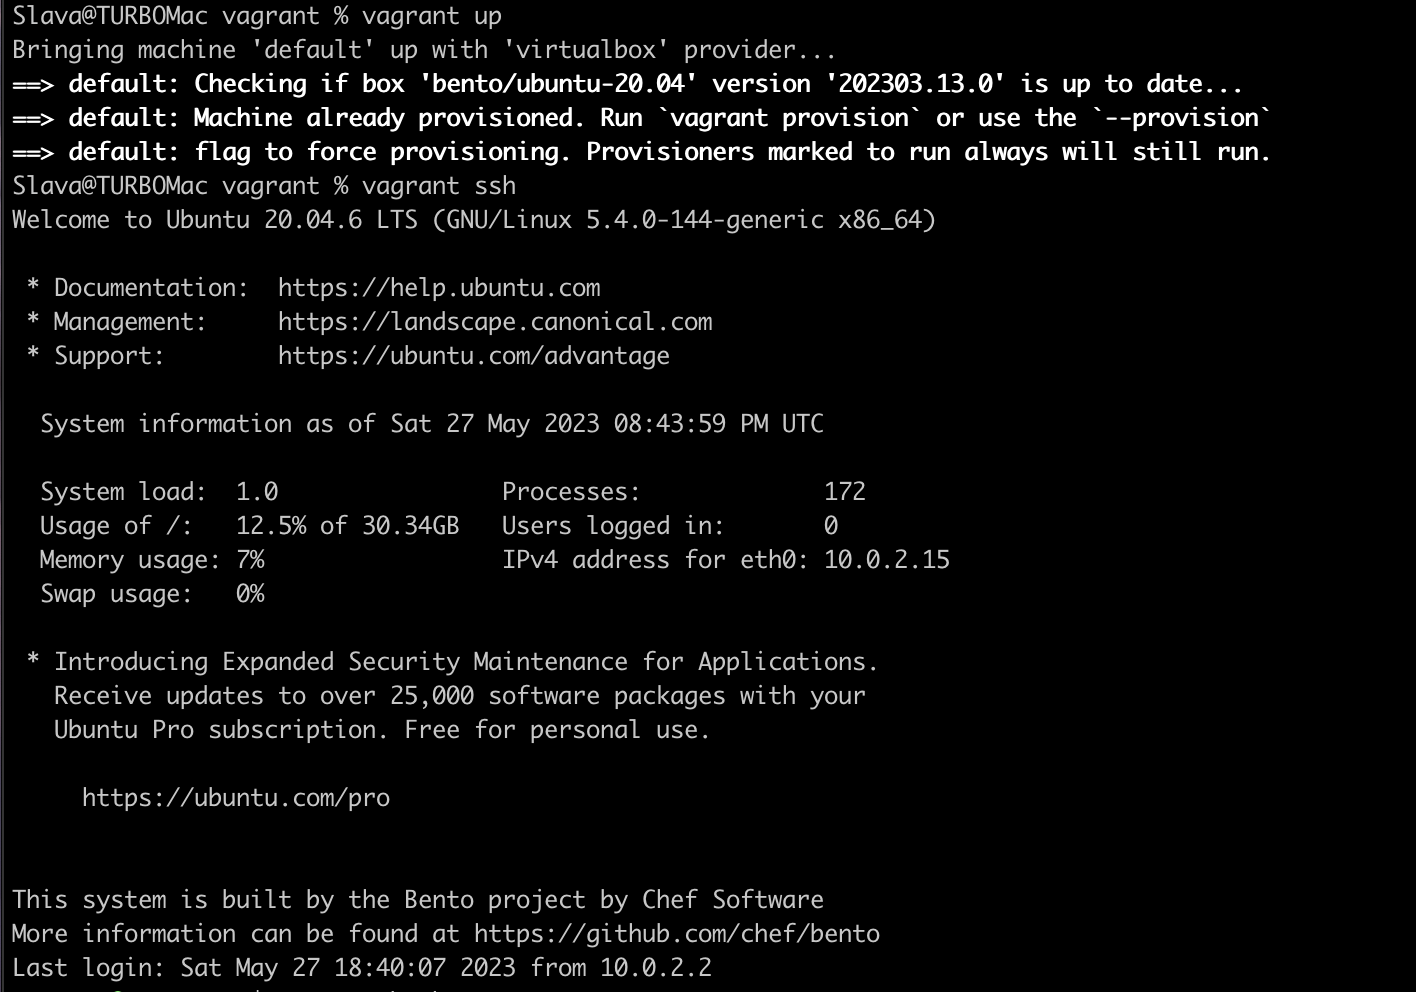 Slava@TURBOMac vagrant % vagrant up
Bringing machine 'default' up with 'virtualbox' provider...
==> default: Checking if box 'bento/ubuntu-20.04' version '202303.13.0' is up to date...
==> default: Machine already provisioned. Run `vagrant provision` or use the `--provision`
==> default: flag to force provisioning. Provisioners marked to run always will still run.
Slava@TURBOMac vagrant % vagrant ssh
Welcome to Ubuntu 20.04.6 LTS (GNU/Linux 5.4.0-144-generic x86_64)
* Documentation:  https://help.ubuntu.com
* Management:     https://landscape.canonical.com
* Support:        https://ubuntu.com/advantage
System information as of Sat 27 May 2023 08:43:59 PM UTC
System load:  1.0                Processes:             172
Usage of /:   12.5% of 30.34GB   Users logged in:       0
Memory usage: 7%                 IPv4 address for eth0: 10.0.2.15
Swap usage:   0%
* Introducing Expanded Security Maintenance for Applications.
Receive updates to over 25,000 software packages with your
Ubuntu Pro subscription. Free for personal use.
https://ubuntu.com/pro
This system is built by the Bento project by Chef Software
More information can be found at https://github.com/chef/bento
Last login: Sat May 27 18:40:07 2023 from 10.0.2.2